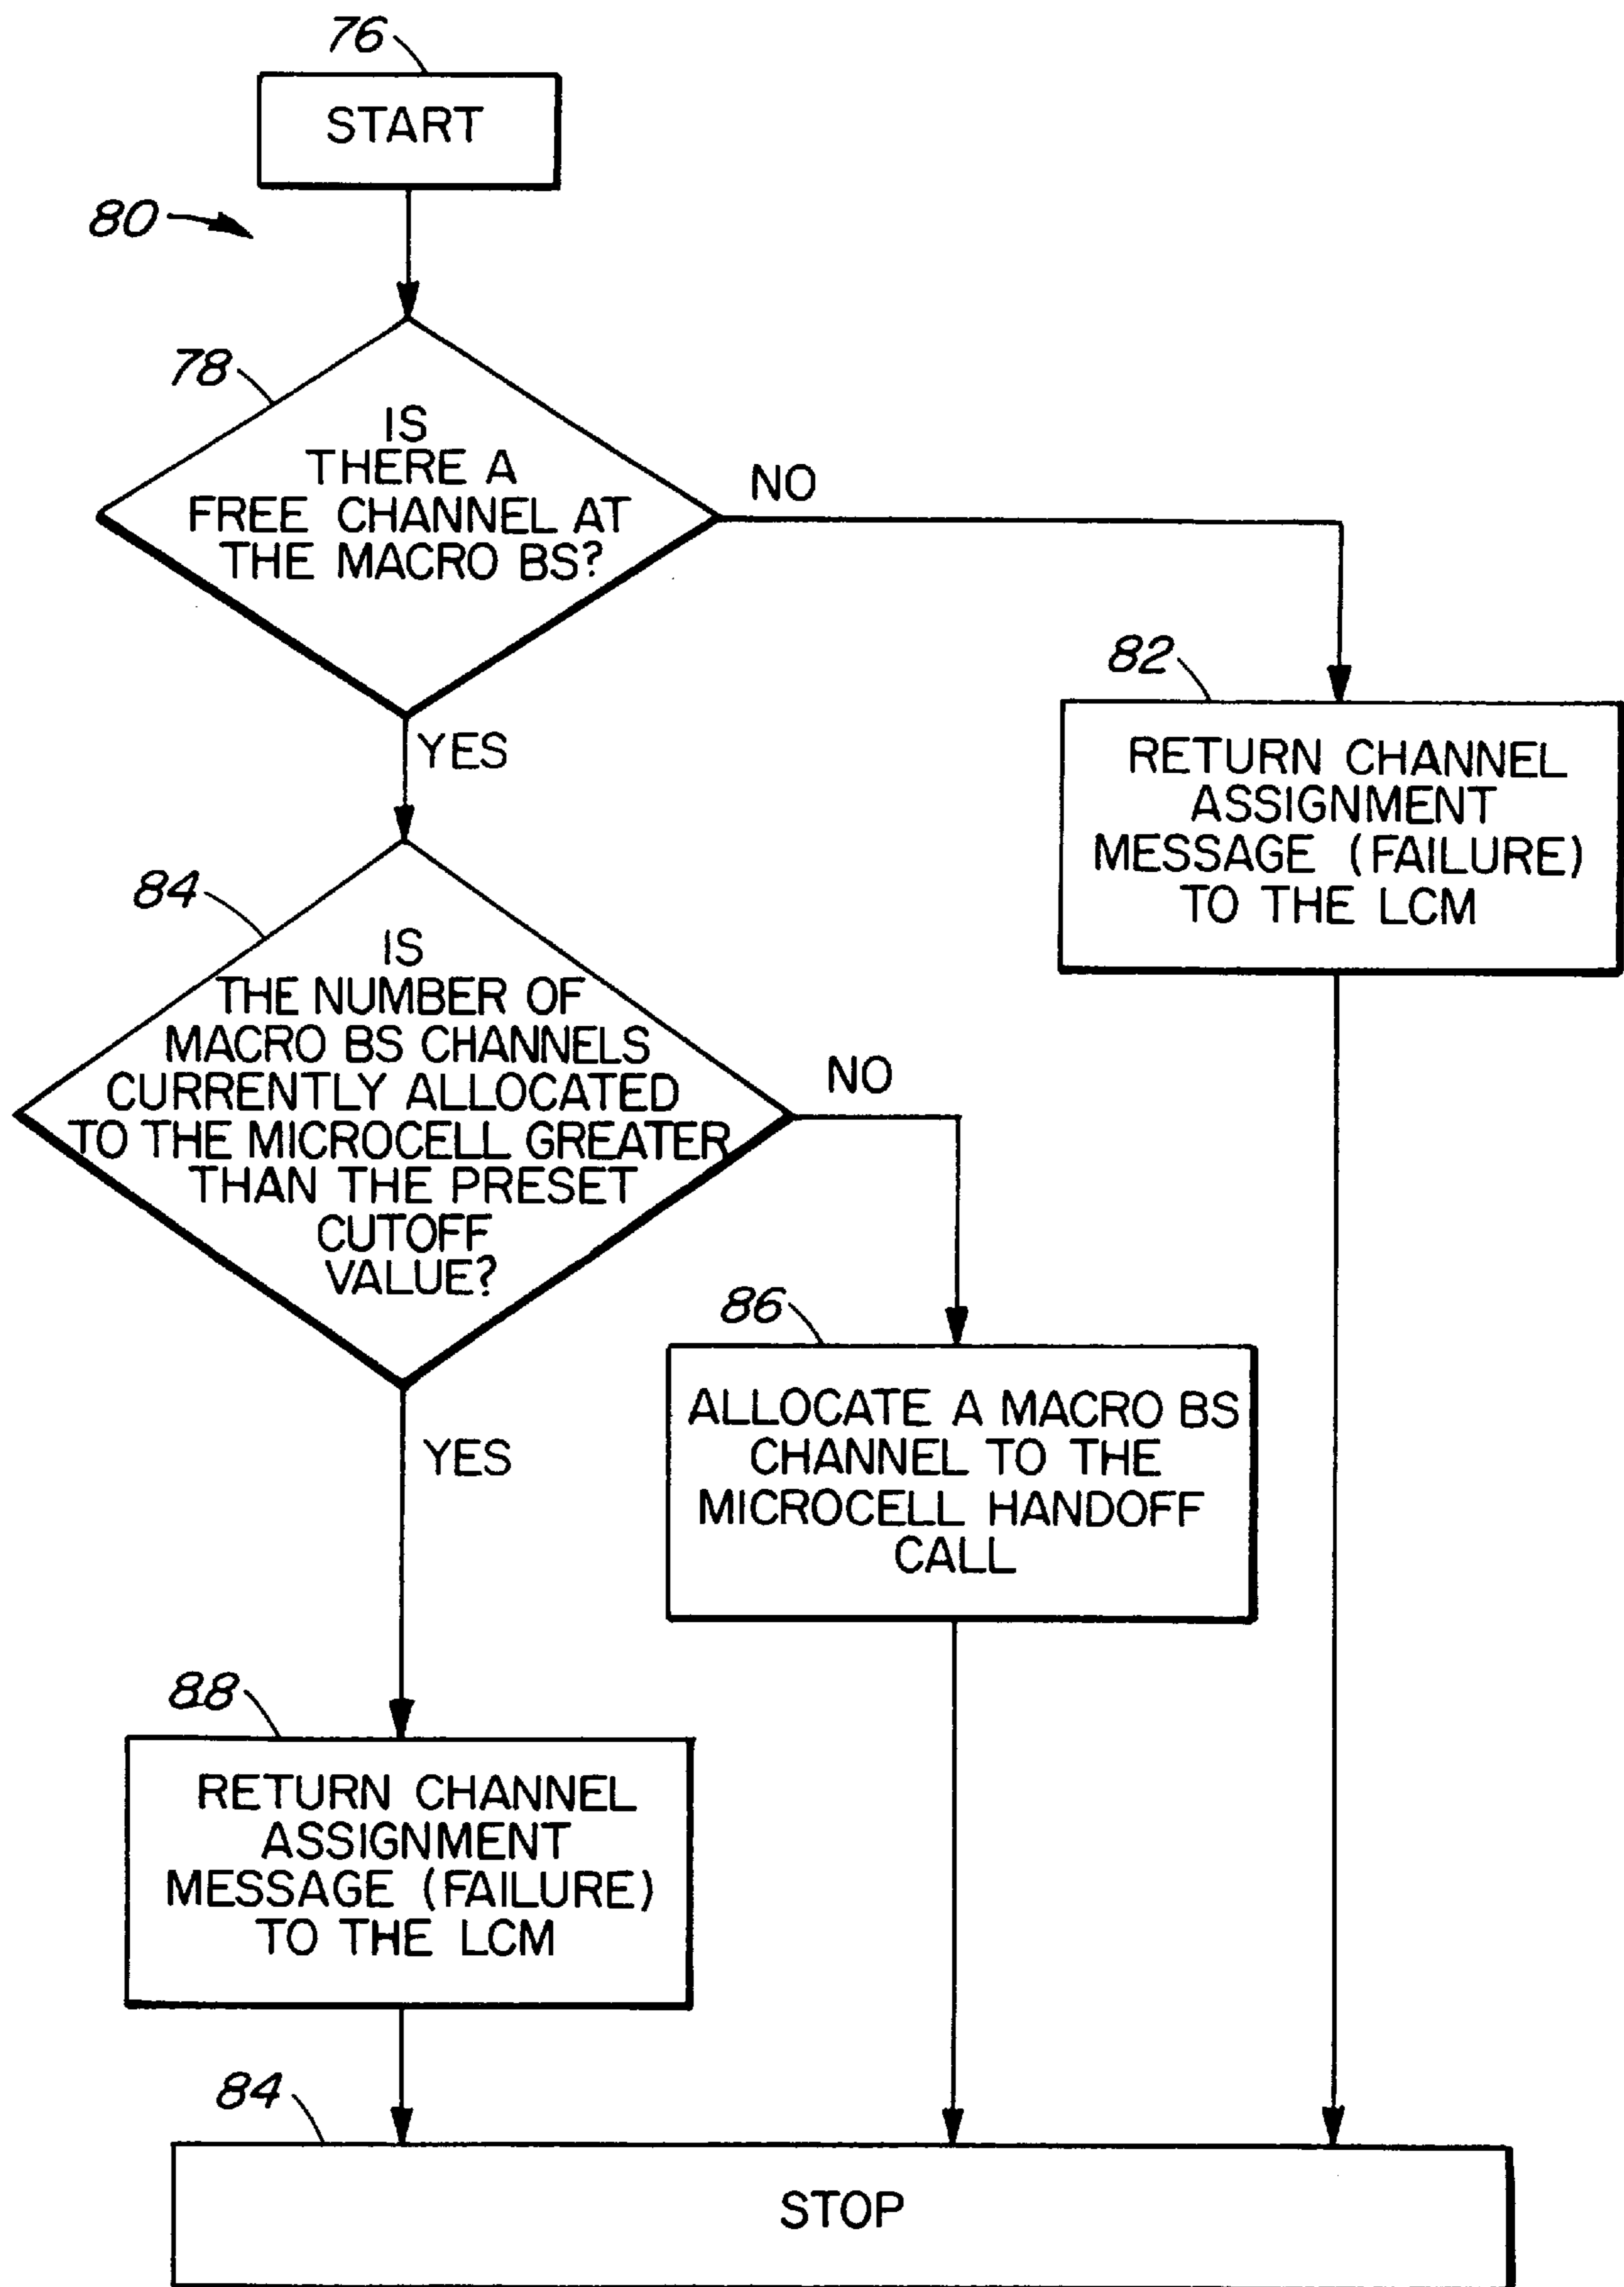 76
START
80
78
IS
THERE A
FREE CHANNEL AT
THE MACRO BS?
NO
YES
82
RETURN CHANNEL
ASSIGNMENT
MESSAGE (FAILURE)
TO THE LCM
84
IS
THE NUMBER OF
MACRO BS CHANNELS
CURRENTLY ALLOCATED
TO THE MICROCELL GREATER
THAN THE PRESET
CUTOFF
VALUE?
NO
YES
86
ALLOCATE A MACRO BS
CHANNEL TO THE
MICROCELL HANDOFF
CALL
88
RETURN CHANNEL
ASSIGNMENT
MESSAGE (FAILURE)
TO THE LCM
84
STOP